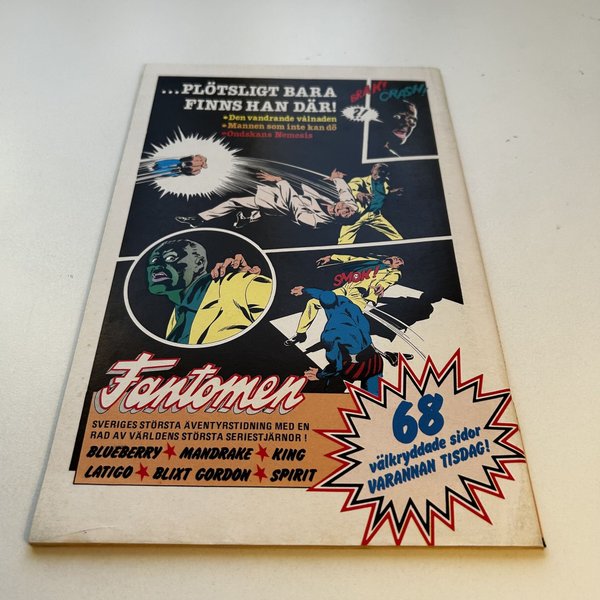 ...PLÖTSLIGT BARA
FINNS HAN DÄR!
»Den vandrande vålnaden
»Mannen som inte kan dö
»Ondskans Nemesis
BRAK!
CRASH!
?!
SMOK!
Fantomen
SVERIGES STÖRSTA ÄVENTYRSTIDNING MED EN
RAD AV VÄRLDENS STÖRSTA SERIESTJÄRNOR!
BLUEBERRY ★ MANDRAKE ★ KING
LATIGO ★ BLIXT GORDON ★ SPIRIT
68
välkryddade sidor
VARANNAN TISDAG!